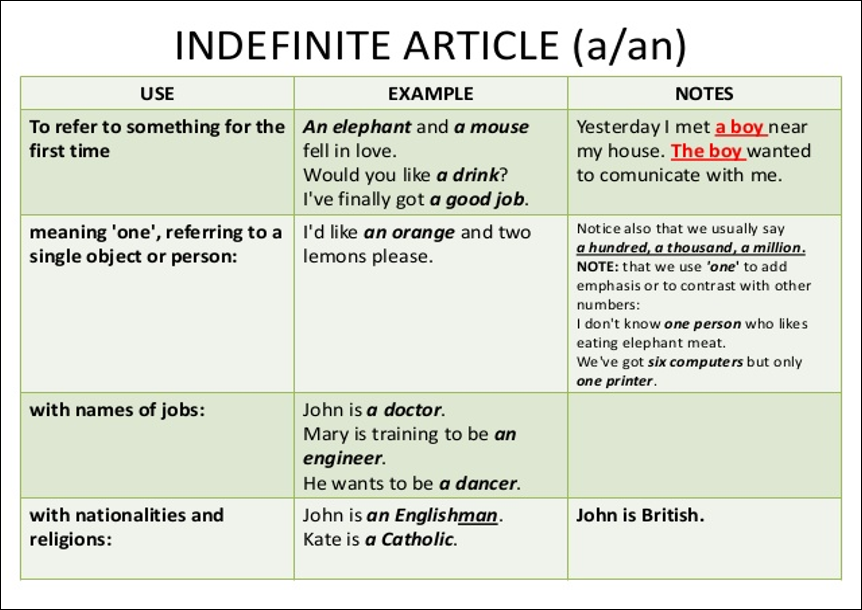 INDEFINITE ARTICLE (a/an)
USE
EXAMPLE
NOTES
To refer to something for the
first time
An elephant and a mouse
fell in love.
Would you like a drink?
I've finally got a good job.
Yesterday I met a boy near
my house. The boy wanted
to comunicate with me.
meaning 'one', referring to a
single object or person:
I'd like an orange and two
lemons please.
Notice also that we usually say
a hundred, a thousand, a million.
NOTE: that we use 'one' to add
emphasis or to contrast with other
numbers:
I don't know one person who likes
eating elephant meat.
We've got six computers but only
one printer.
with names of jobs:
John is a doctor.
Mary is training to be an
engineer.
He wants to be a dancer.
with nationalities and
religions:
John is an Englishman.
Kate is a Catholic.
John is British.